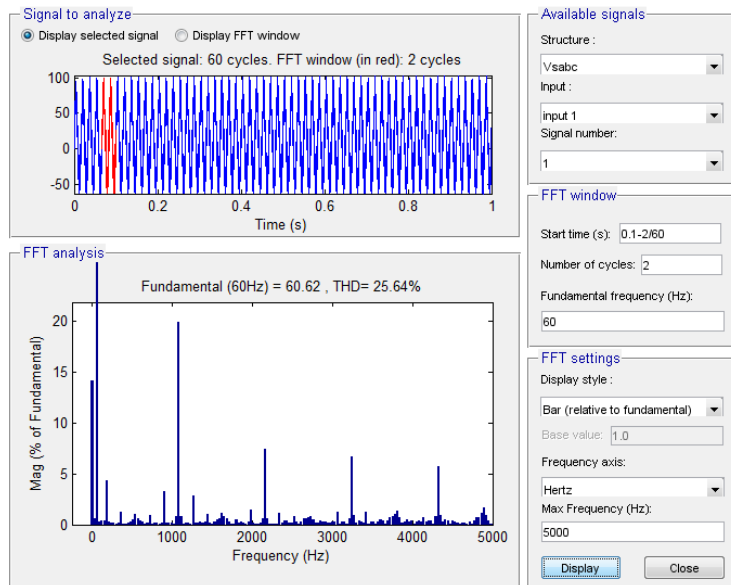 Signal to analyze
Display selected signal
Display FFT window
Selected signal: 60 cycles. FFT window (in red): 2 cycles
100
50
0
-50
0
0.2
0.4
0.6
0.8
1
Time (s)
FFT analysis
Fundamental (60Hz) = 60.62 , THD= 25.64%
20
15
10
5
0
Mag (% of Fundamental)
0
1000
2000
3000
4000
5000
Frequency (Hz)
Available signals
Structure :
Vsabc
Input :
input 1
Signal number:
1
FFT window
Start time (s): 0.1-2/60
Number of cycles: 2
Fundamental frequency (Hz):
60
FFT settings
Display style :
Bar (relative to fundamental)
Base value: 1.0
Frequency axis:
Hertz
Max Frequency (Hz):
5000
Display
Close